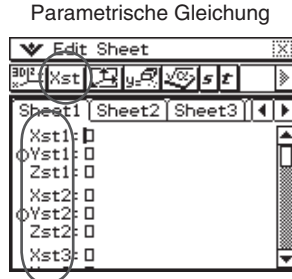 Parametrische Gleichung
Edit Sheet
Xst s t
Sheet1 Sheet2 Sheet3
Xst1:
Yst1:
Zst1:
Xst2:
Yst2:
Zst2:
Xst3: